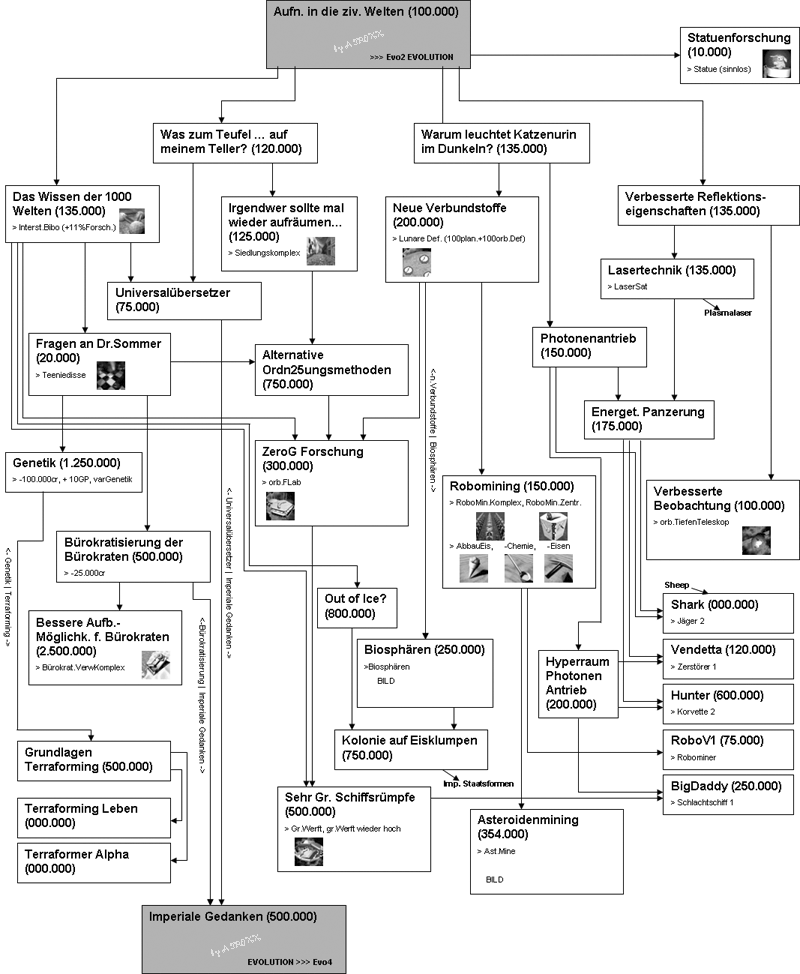 Aufn. in die ziv. Welten (100.000)
by ATROXX
>>> Evo2 EVOLUTION
Statuenforschung
(10.000)
> Statue (sinnlos)
Was zum Teufel ... auf
meinem Teller? (120.000)
Warum leuchtet Katzenurin
im Dunkeln? (135.000)
Das Wissen der 1000
Welten (135.000)
> Interst.Bibo (+11%Forsch.)
Irgendwer sollte mal
wieder aufräumen...
(125.000)
> Siedlungskomplex
Neue Verbundstoffe
(200.000)
> Lunare Def. (100plan.+100orb.Def)
Verbesserte Reflektions-
eigenschaften (135.000)
Lasertechnik (135.000)
> LaserSat
Plasmalaser
Universalübersetzer
(75.000)
Fragen an Dr.Sommer
(20.000)
> Teeniedisse
Alternative
Ordn25ungsmethoden
(750.000)
Photonenantrieb
(150.000)
<-n.Verbundstoffe | Biosphären ->
Energet. Panzerung
(175.000)
Genetik (1.250.000)
> -100.000cr, + 10GP, varGenetik
ZeroG Forschung
(300.000)
> orb.FLab
Robomining (150.000)
> RoboMin.Komplex, RoboMin.Zentr.
> AbbauEis, -Chemie, -Eisen
Verbesserte
Beobachtung (100.000)
> orb.TiefenTeleskop
<- Universalübersetzer | Imperiale Gedanken ->
Bürokratisierung der
Bürokraten (500.000)
> -25.000cr
<- Genetik | Terraforming ->
Out of Ice?
(800.000)
Sheep
Shark (000.000)
> Jäger 2
Bessere Aufb.-
Möglichk. f. Bürokraten
(2.500.000)
> Bürokrat.VerwKomplex
<-Bürokratisierung | Imperiale Gedanken ->
Biosphären (250.000)
>Biosphären
BILD
Hyperraum
Photonen
Antrieb
(200.000)
Vendetta (120.000)
> Zerstörer 1
Hunter (600.000)
> Korvette 2
Grundlagen
Terraforming (500.000)
Kolonie auf Eisklumpen
(750.000)
Imp. Staatsformen
RoboV1 (75.000)
> Robominer
BigDaddy (250.000)
> Schlachtschiff 1
Terraforming Leben
(000.000)
Sehr Gr. Schiffsrümpfe
(500.000)
> Gr.Werft, gr.Werft wieder hoch
Asteroidenmining
(354.000)
> Ast.Mine
BILD
Terraformer Alpha
(000.000)
Imperiale Gedanken (500.000)
by ATROXX
EVOLUTION >>> Evo4